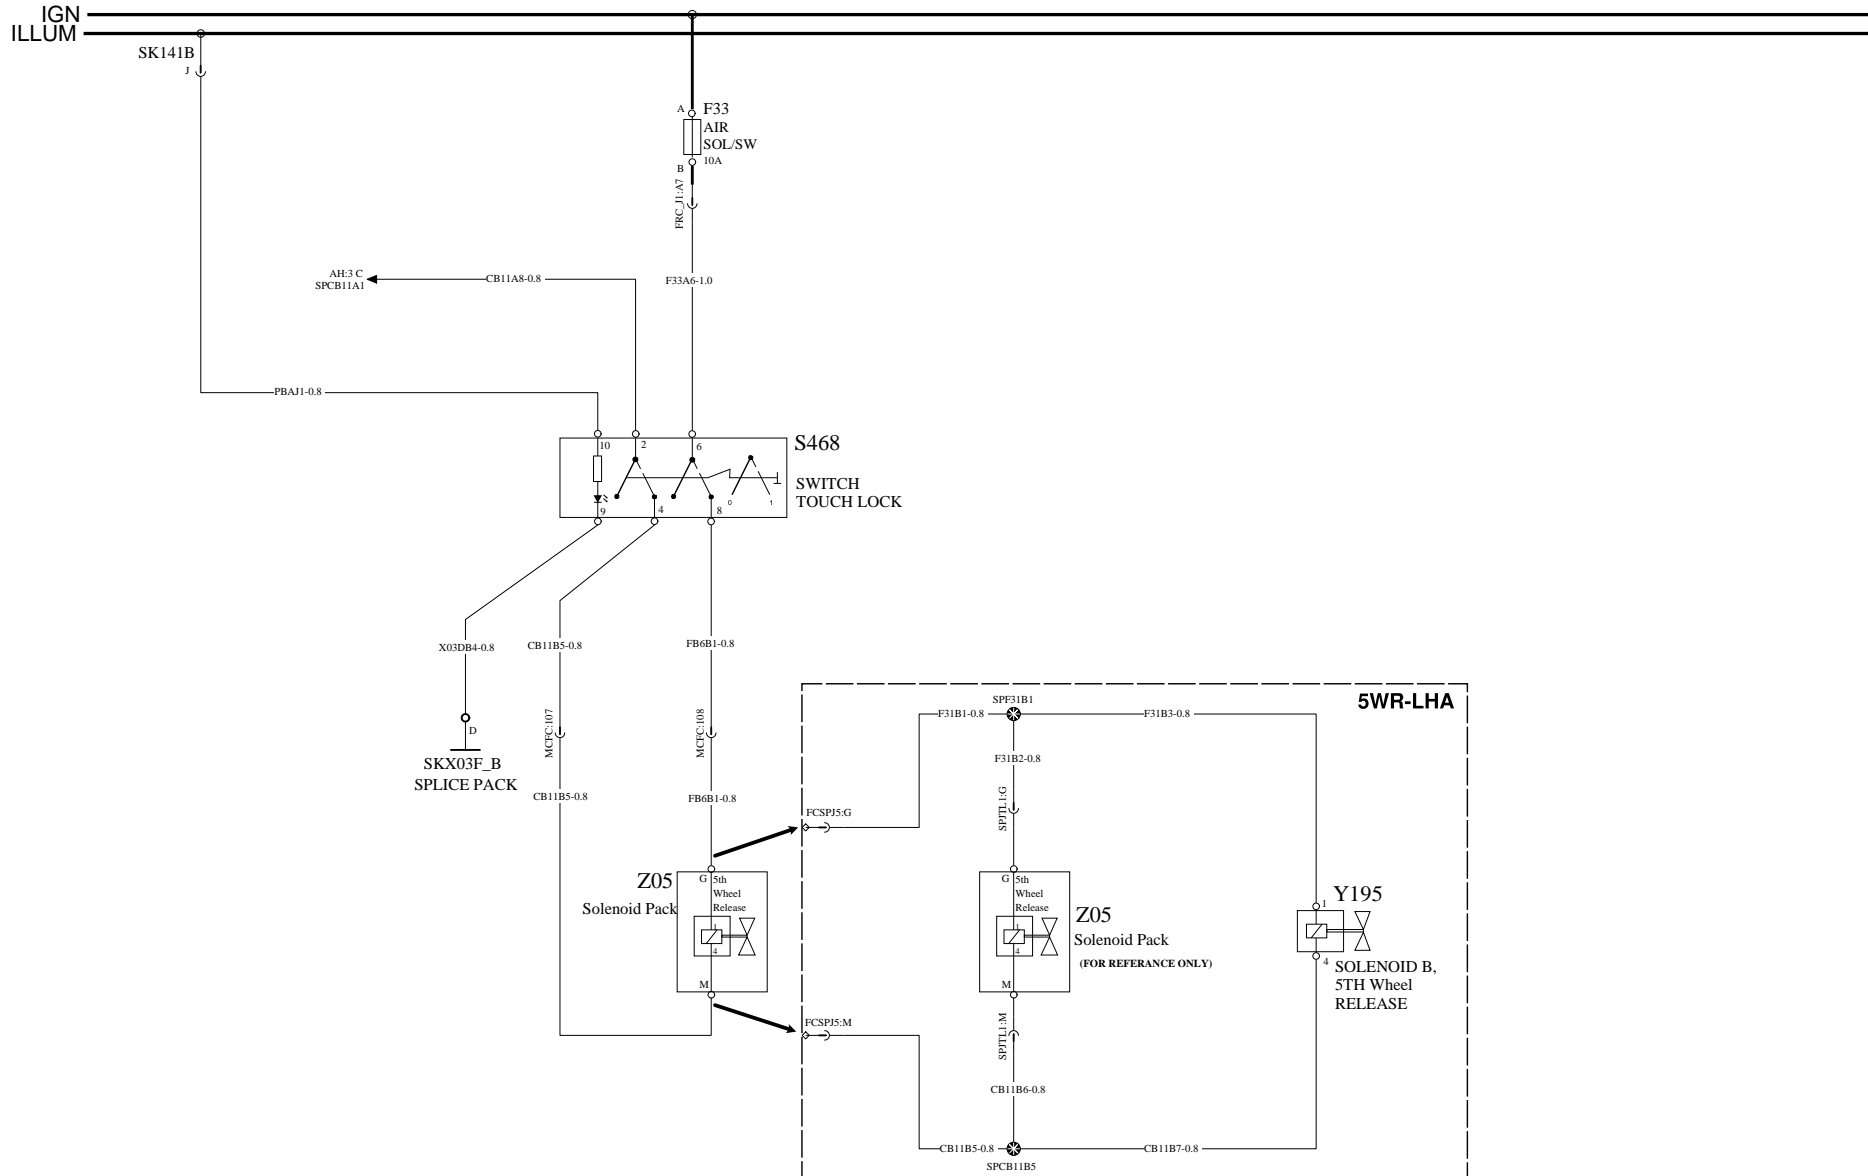 IGN
ILLUM
SK141B
J
A
F33
AIR
SOL/SW
10A
B
FRC_J1:A7
AH:3 C
SPCB11A1
CB11A8-0.8
F33A6-1.0
PBAJ1-0.8
10
2
6
S468
SWITCH
TOUCH LOCK
0
1
9
4
8
X03DB4-0.8
CB11B5-0.8
FB6B1-0.8
MCFC:107
MCFC:108
D
SKX03F_B
SPLICE PACK
CB11B5-0.8
FB6B1-0.8
5WR-LHA
SPF31B1
F31B1-0.8
F31B3-0.8
F31B2-0.8
SPJTL1:G
FCSPJ5:G
Z05
Solenoid Pack
G
5th
Wheel
Release
1
4
M
G
5th
Wheel
Release
1
4
M
Z05
Solenoid Pack
(FOR REFERANCE ONLY)
Y195
1
4
SOLENOID B,
5TH Wheel
RELEASE
FCSPJ5:M
SPJTL1:M
CB11B6-0.8
CB11B5-0.8
CB11B7-0.8
SPCB11B5